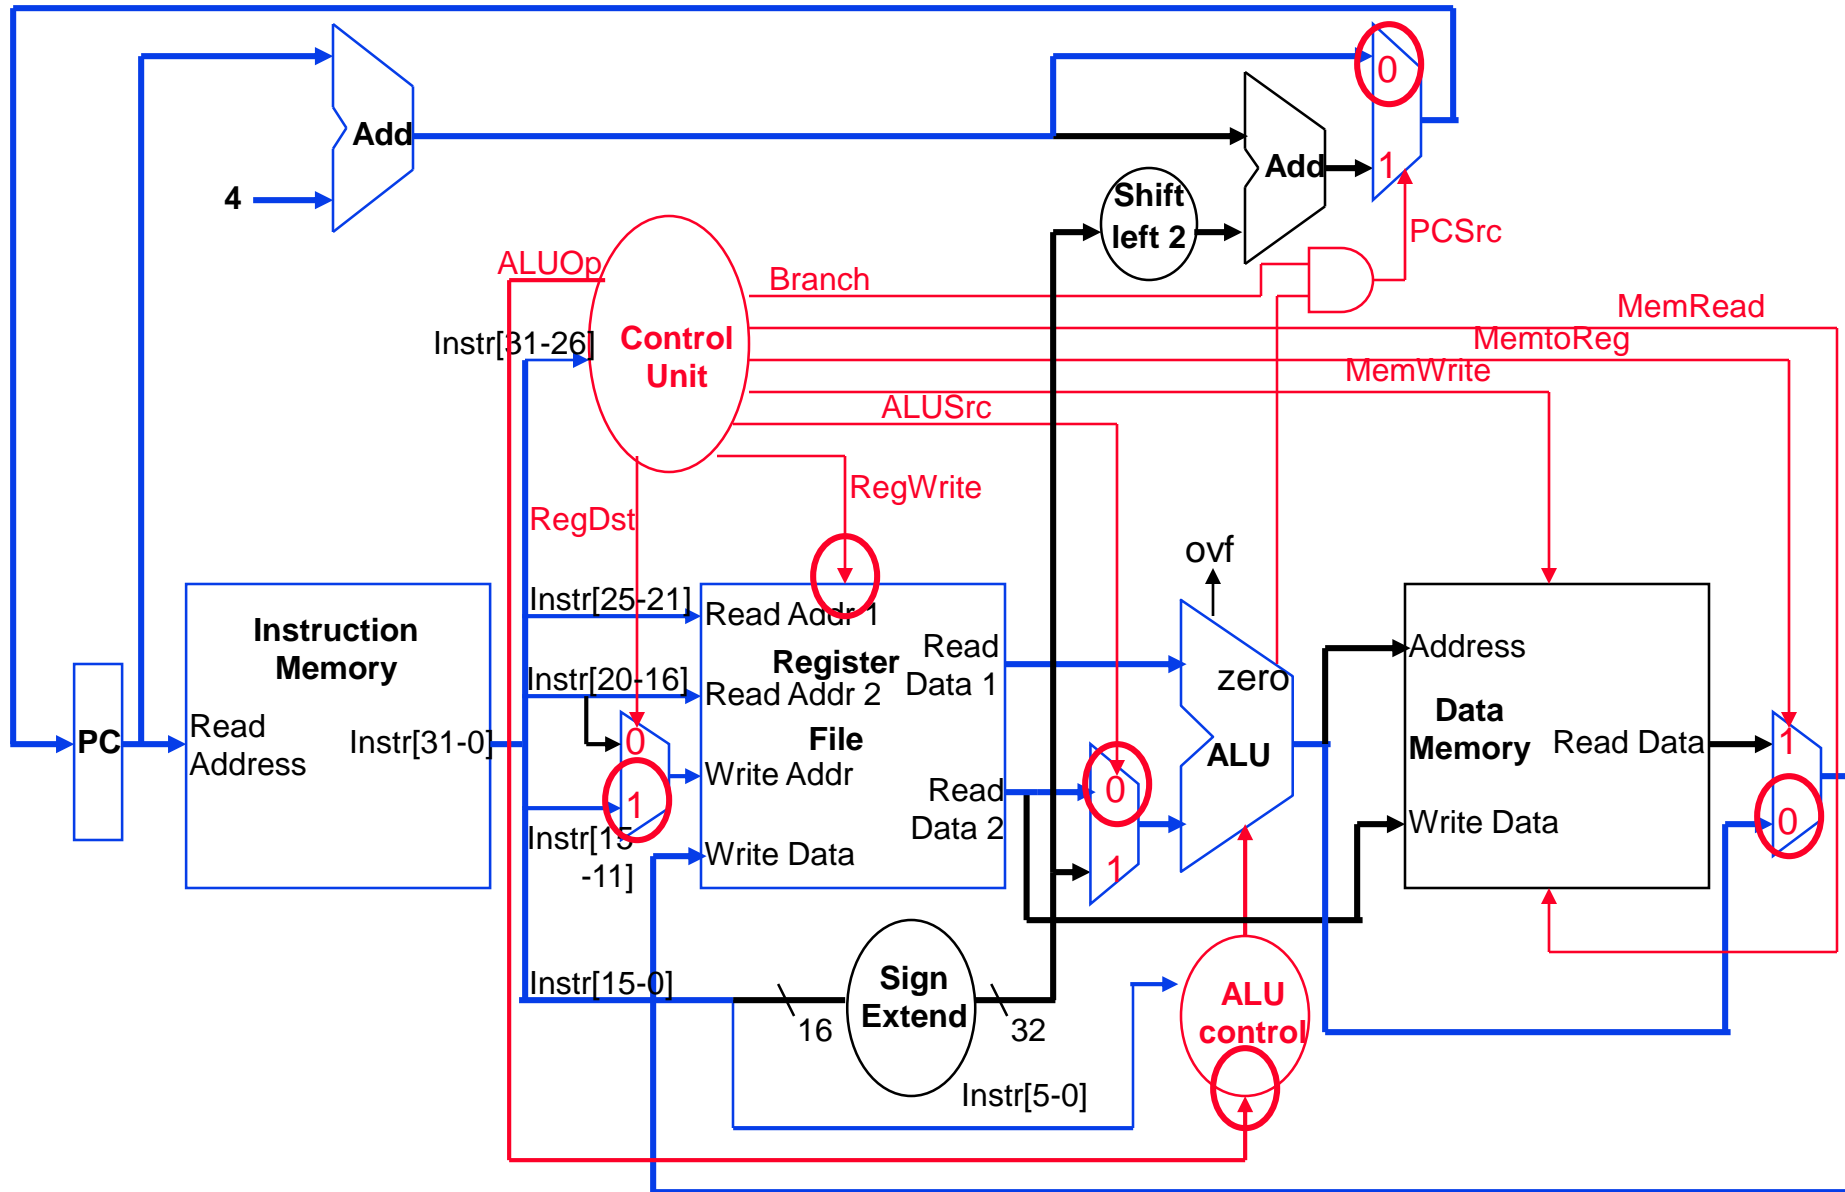 0
Add
Add
1
4
Shift
left 2
PCSrc
ALUOp
Branch
MemRead
Instr[31-26]
Control
Unit
MemtoReg
MemWrite
ALUSrc
RegWrite
RegDst
ovf
Instruction
Memory
Instr[25-21]
Read Addr 1
Register
File
Read
Data 1
zero
Address
Instr[20-16]
Read Addr 2
Data
Memory
PC
Read
Address
Instr[31-0]
0
1
Write Addr
ALU
Read Data
1
0
Read
Data 2
0
1
Write Data
Instr[15
-11]
Write Data
Instr[15-0]
16
Sign
Extend
32
ALU
control
Instr[5-0]